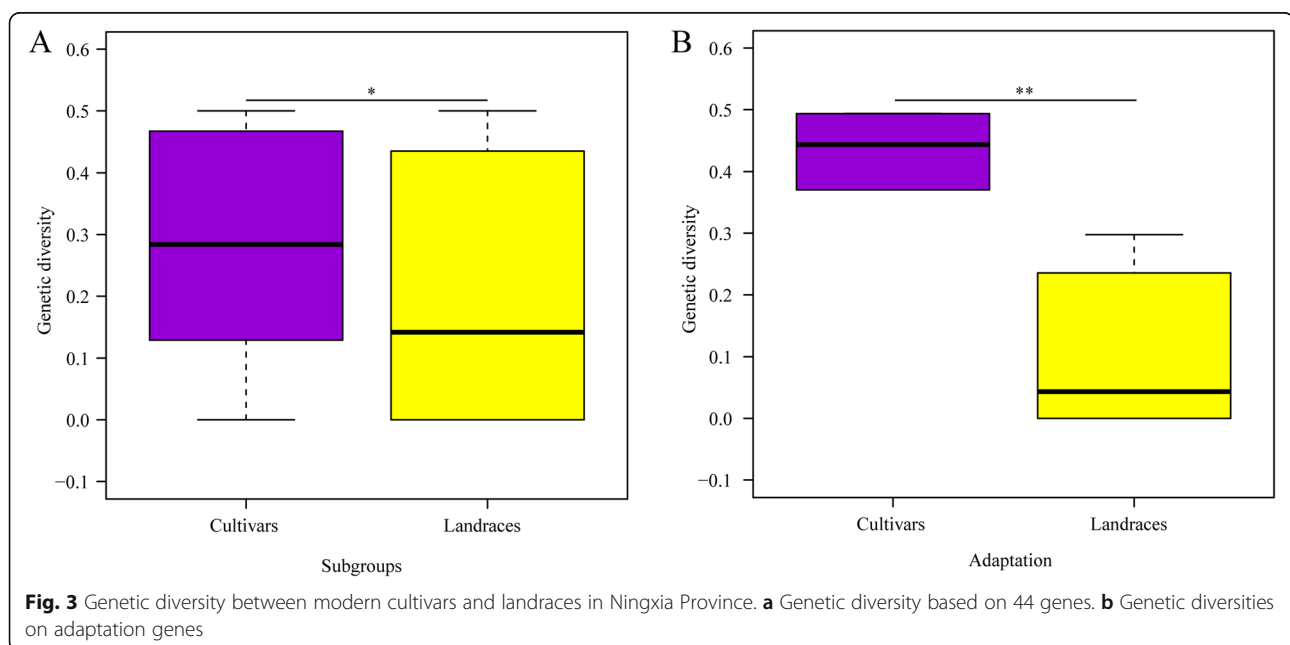 A
0.6
0.5
0.4
0.3
0.2
0.1
0.0
−0.1
Genetic diversity
*
Cultivars Landraces
Subgroups
B
0.6
0.5
0.4
0.3
0.2
0.1
0.0
−0.1
Genetic diversity
**
Cultivars Landraces
Adaptation
Fig. 3 Genetic diversity between modern cultivars and landraces in Ningxia Province. a Genetic diversity based on 44 genes. b Genetic diversities
on adaptation genes